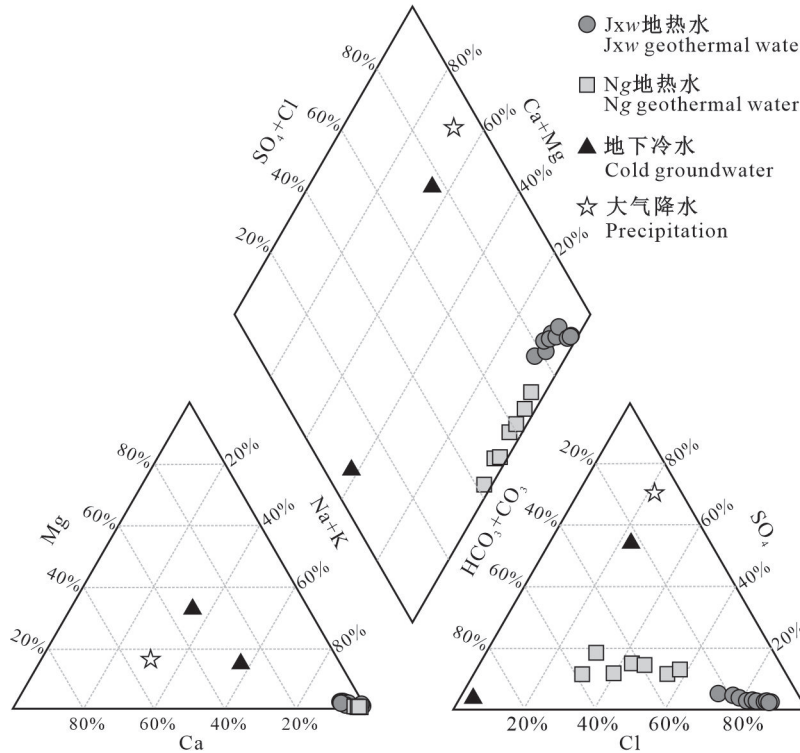 Jxw地热水
Jxw geothermal wate
Ng地热水
Ng geothermal water
地下冷水
Cold groundwater
大气降水
Precipitation
80%
80%
60%
60%
40%
40%
20%
20%
SO₄+Cl
Ca+Mg
Na+K
HCO₃+CO₃
80%
20%
60%
40%
40%
60%
20%
80%
Mg
80%
60%
40%
20%
Ca
20%
80%
40%
60%
60%
40%
80%
20%
SO₄
20%
40%
60%
80%
Cl